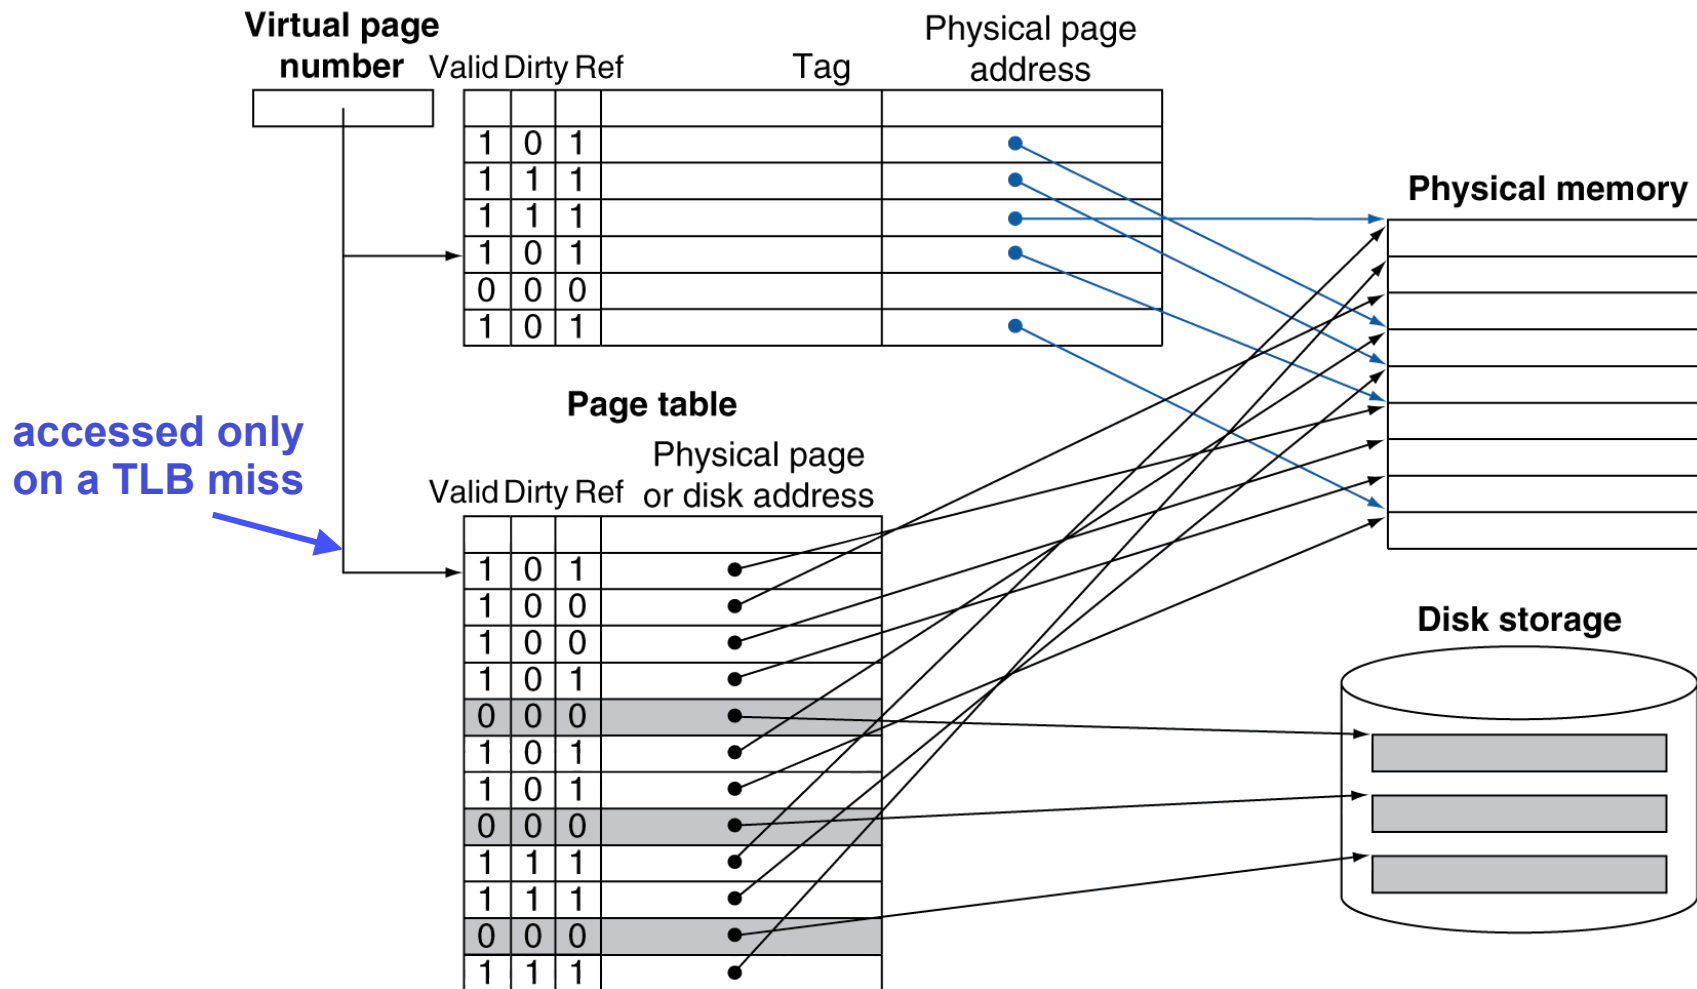 Virtual page
number
Valid Dirty Ref
Tag
Physical page
address
1 0 1
1 1 1
1 1 1
1 0 1
0 0 0
1 0 1
Physical memory
accessed only
on a TLB miss
Page table
Physical page
or disk address
Valid Dirty Ref
1 0 1
1 0 0
1 0 0
1 0 1
0 0 0
1 0 1
1 0 1
0 0 0
1 1 1
1 1 1
0 0 0
1 1 1
Disk storage